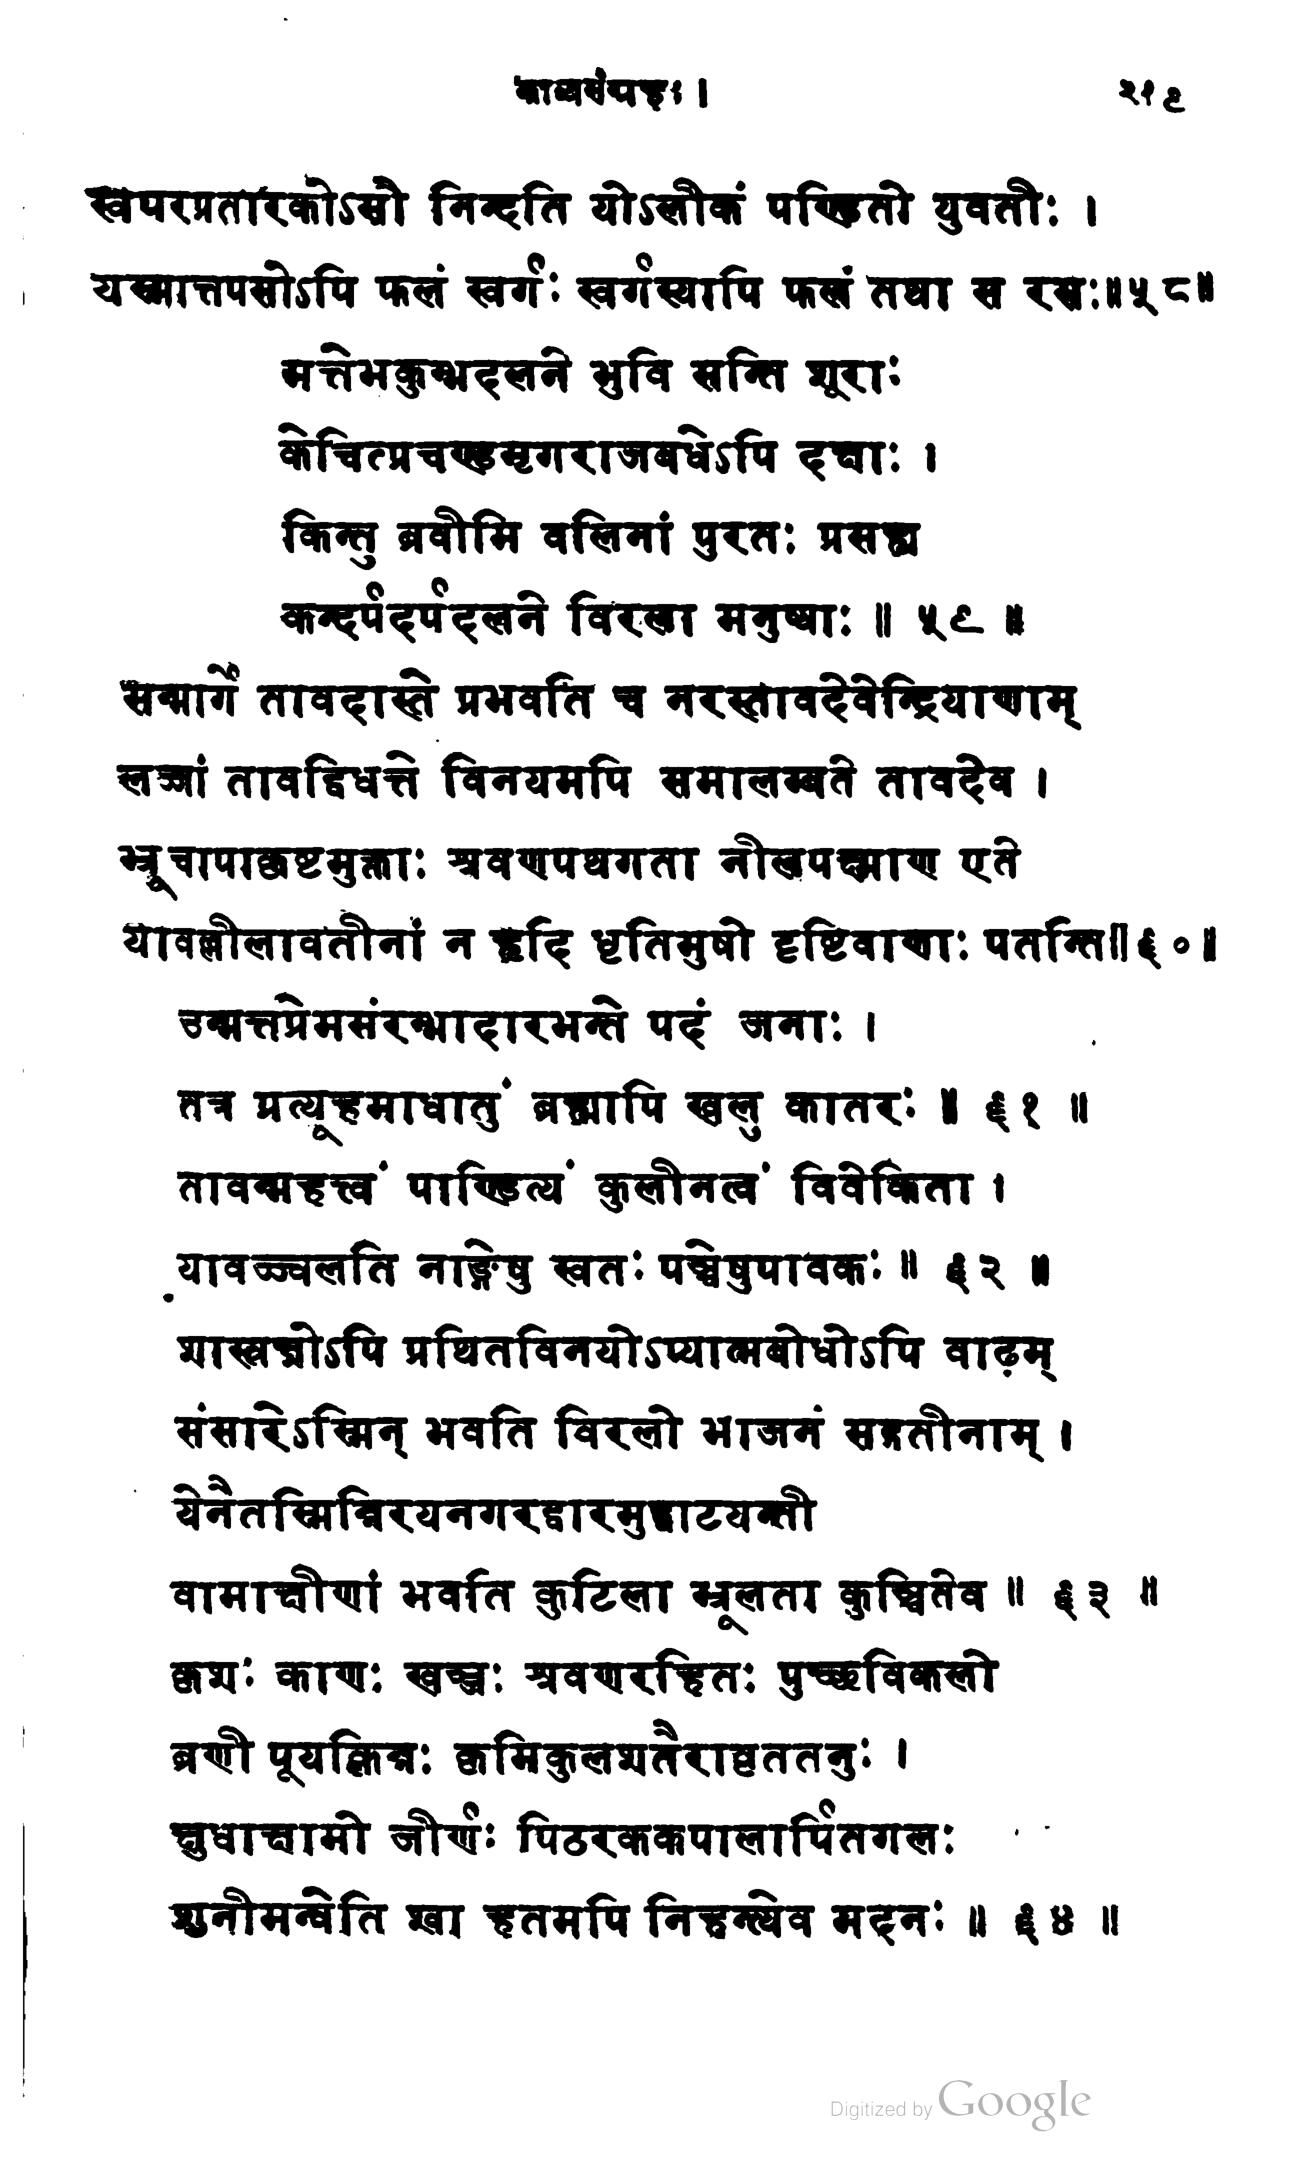 काव्यसंग्रहः । २१९
स्वपरप्रतारकोऽसौ निन्दति योऽलीकं पण्डितो युवतीः ।
यस्मात्तपसोऽपि फलं स्वर्गः स्वर्गस्यापि फलं तथा स रसः॥५८॥
मत्तेभकुम्भदलने भुवि सन्ति शूराः
केचित्प्रचण्डमृगराजबधेऽपि दक्षाः ।
किन्तु ब्रवीमि वलिनां पुरतः प्रसह्य
कन्दर्पदर्पदलने विरला मनुष्याः ॥ ५९ ॥
सन्मार्गे तावदास्ते प्रभवति च नरस्तावदेवेन्द्रियाणाम्
लज्जां तावद्विधत्ते विनयमपि समालम्बते तावदेव ।
भ्रूचापाकृष्टमुक्ताः श्रवणपथगता नीलपक्ष्माण एते
यावल्लीलावतीनां न हृदि धृतिमुषो दृष्टिवाणाः पतन्ति॥६०॥
उन्मत्तप्रेमसंरम्भादारभन्ते पदं जनाः ।
तत्र प्रत्यूहमाधातुं ब्रह्मापि खलु कातरः ॥ ६१ ॥
तावन्महत्त्वं पाण्डित्यं कुलीनत्वं विवेकिता ।
यावज्ज्वलति नाङ्गेषु स्वतः पञ्चेषुपावकः ॥ ६२ ॥
शास्त्रज्ञोऽपि प्रथितविनयोऽप्यात्मबोधोऽपि वाढम्
संसारेऽस्मिन् भवति विरलो भाजनं सद्गतीनाम् ।
येनैतस्मिन्निरयनगरद्वारमुद्घाटयन्ती
वामाक्षीणां भवति कुटिला भ्रूलता कुञ्चितेव ॥ ६३ ॥
कृशः काणः खञ्जः श्रवणरहितः पुच्छविकलो
ब्रणी पूयक्लिन्नः कृमिकुलशतैरावृततनुः ।
क्षुधाक्षामो जीर्णः पिठरककपालार्पितगलः
शुनीमन्वेति श्वा हतमपि निहन्त्येव मदनः ॥ ६४ ॥
Digitized by Google